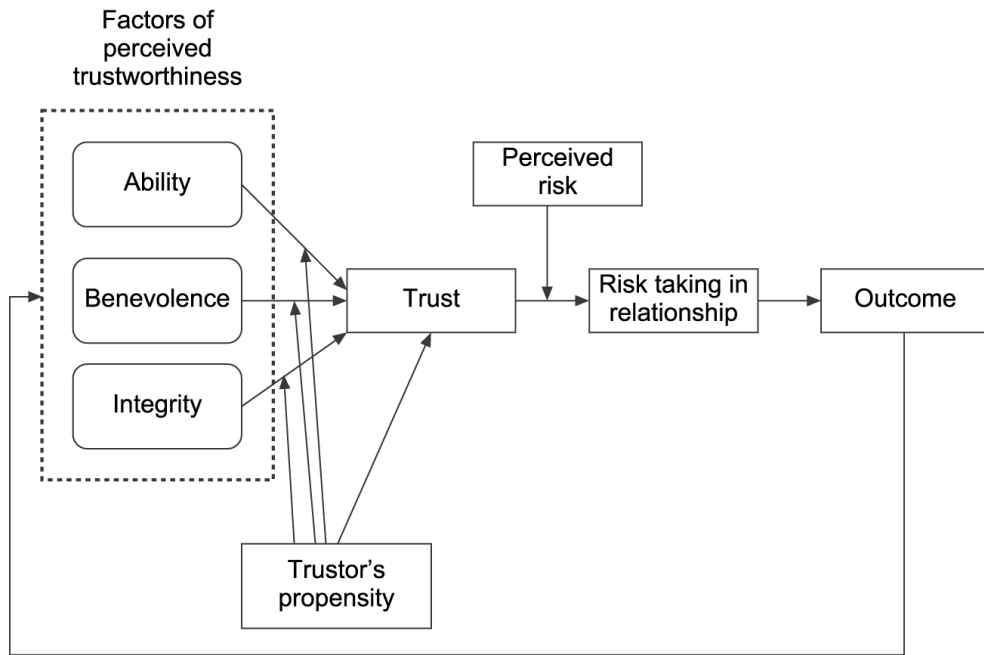 Factors of
perceived
trustworthiness
Ability
Benevolence
Integrity
Perceived
risk
Trust
Risk taking in
relationship
Outcome
Trustor’s
propensity